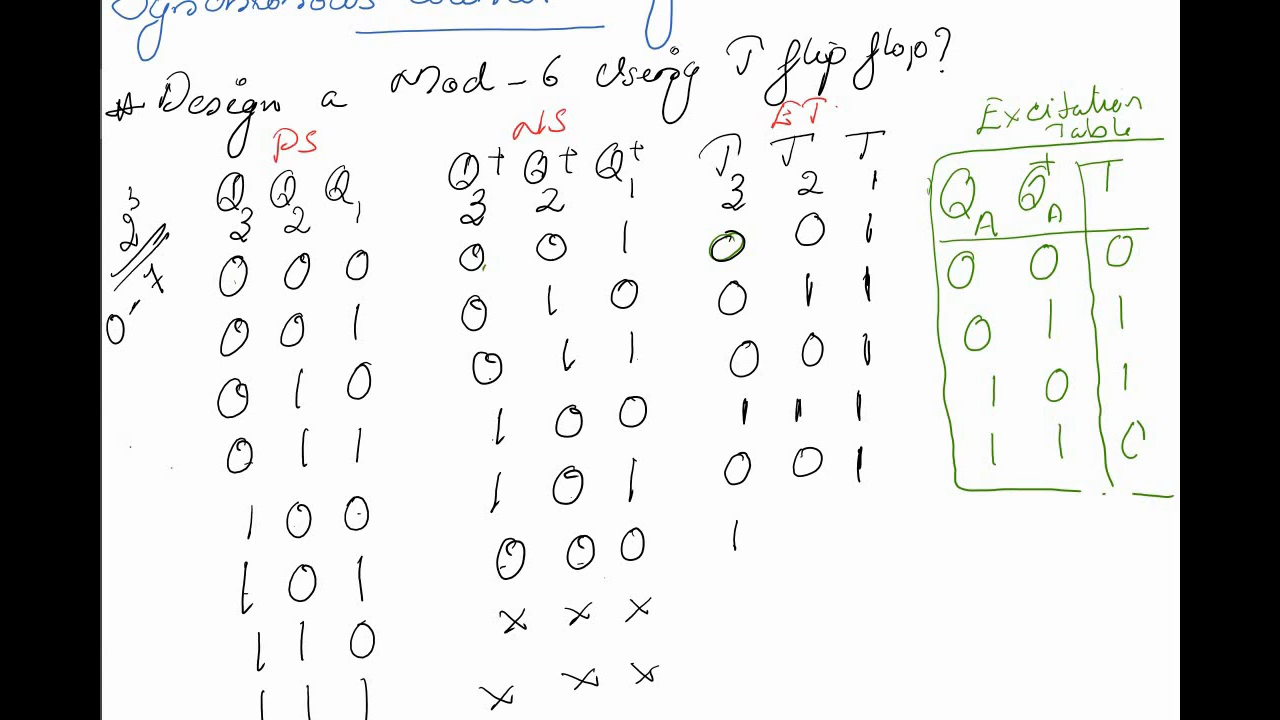 Synchronous counter
# Design a Mod-6 Using T flip flop?
PS NS ET
Q3 Q2 Q1 Q3+ Q2+ Q1+ T3 T2 T1
0 0 0 0 0 1 0 0 1
0 0 1 0 1 0 0 1 1
0 1 0 0 1 1 0 0 1
0 1 1 1 0 0 1 1 1
1 0 0 1 0 1 0 0 1
1 0 1 0 0 0 1
1 1 0 x x x
1 1 1 x x x
2³
0-7
Excitation
Table
QA QA+ T
0 0 0
0 1 1
1 0 1
1 1 0